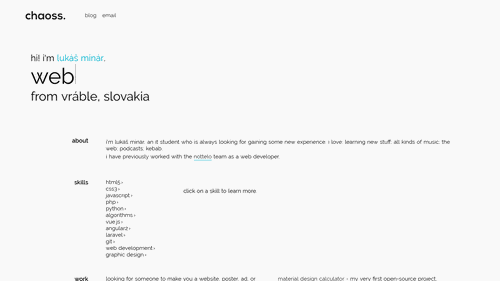 chaoss.
blog email
hi! i'm lukáš minár.
web
from vráble, slovakia
about
i'm lukáš minár, an it student who is always looking for gaining some new experience. i love learning new stuff, all kinds of music, the
web, podcasts, kebab.
i have previously worked with the nottelo team as a web developer
skills
html5 ›
css3 ›
javascript ›
php ›
python ›
algorithms ›
vue.js ›
angular2 ›
laravel ›
git ›
web development ›
graphic design ›
click on a skill to learn more.
work
looking for someone to make you a website, poster, ad, or
material design calculator - my very first open-source project,